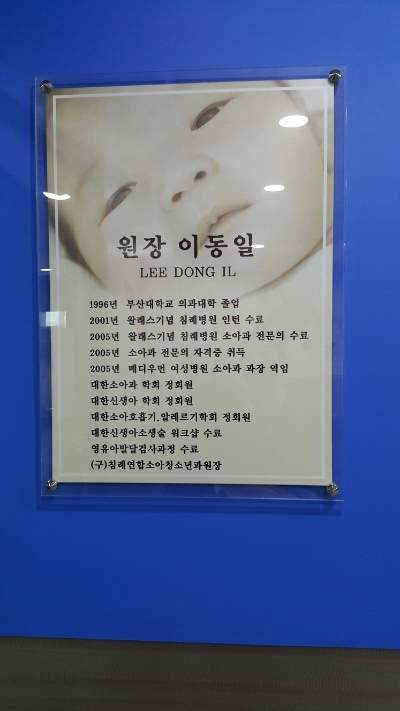 원장 이동일
LEE DONG IL
1996년 부산대학교 의과대학 졸업
2001년 왈레스기념 침례병원 인턴 수료
2005년 왈레스기념 침례병원 소아과 전문의 수료
2005년 소아과 전문의 자격증 취득
2005년 메디우먼 여성병원 소아과 과장 역임
대한소아과 학회 정회원
대한신생아 학회 정회원
대한소아호흡기,알레르기학회 정회원
대한신생아소생술 워크샵 수료
영유아발달검사과정 수료
(구)침례연합소아청소년과원장